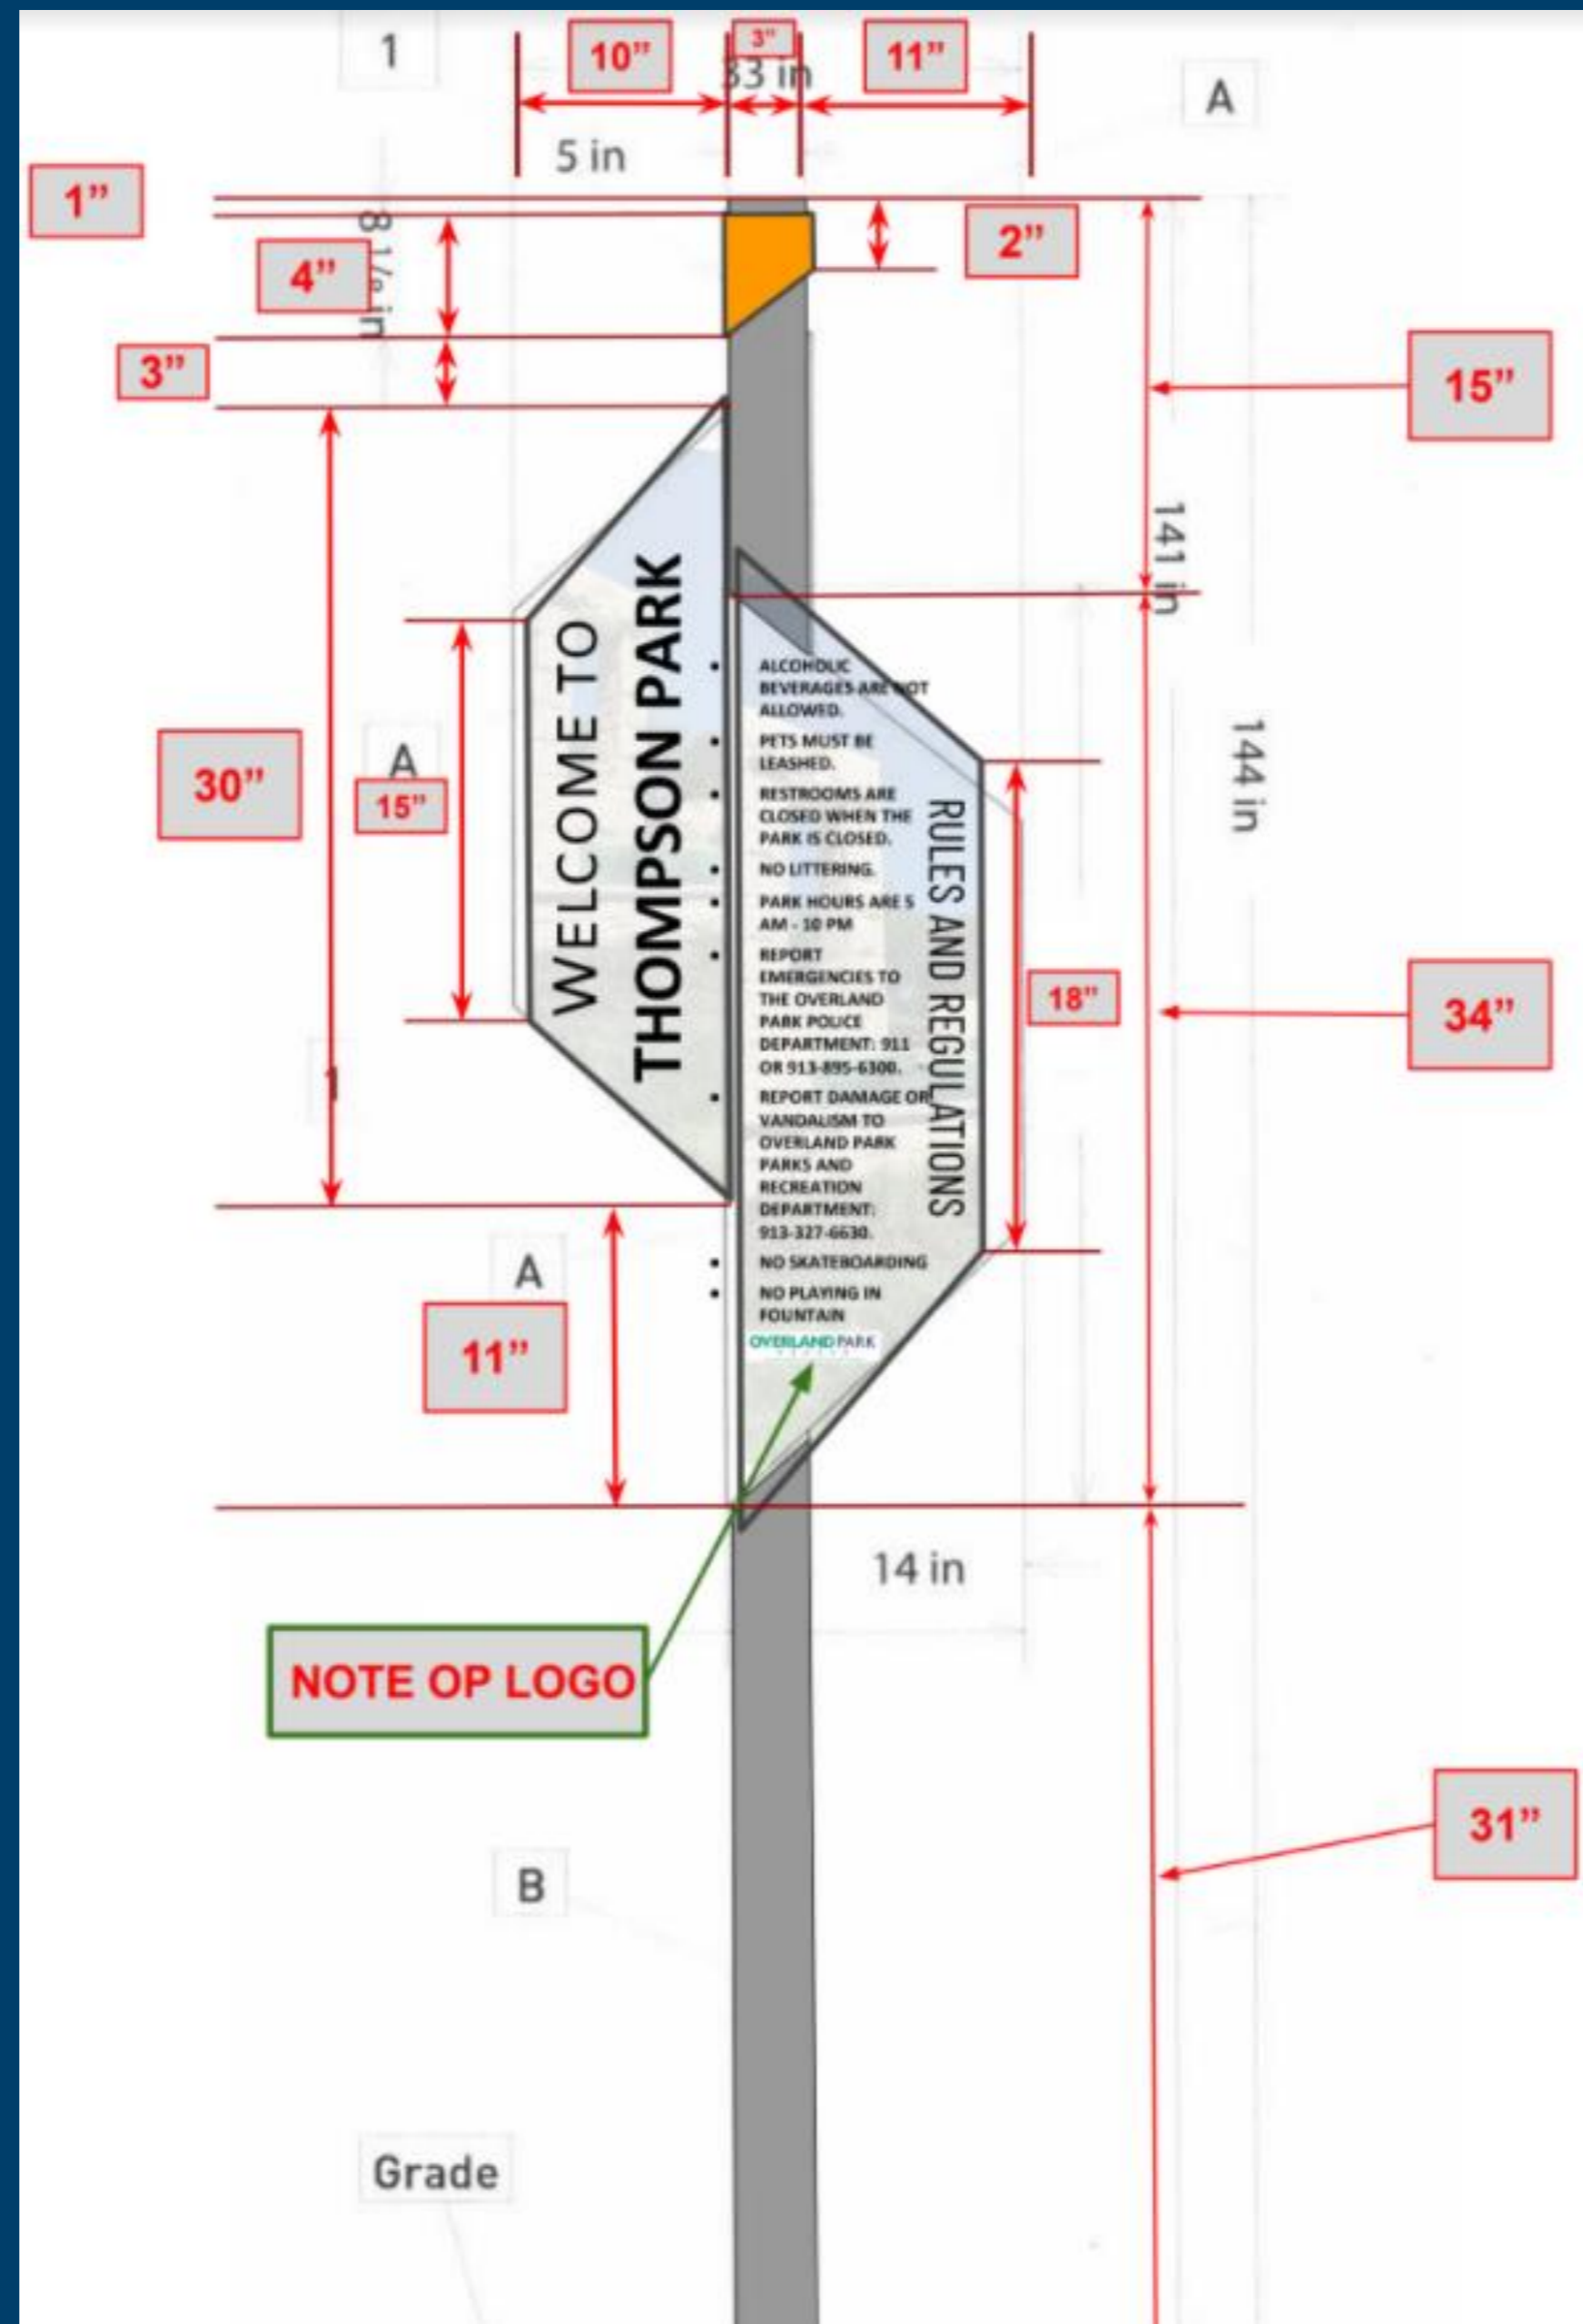 1
10”
3”
33 in
11”
A
5 in
1”
2”
4”
3”
15”
141 in
144 in
30”
A
15”
WELCOME TO
THOMPSON PARK
• ALCOHOLIC
BEVERAGES ARE NOT
ALLOWED.
• PETS MUST BE
LEASHED.
• RESTROOMS ARE
CLOSED WHEN THE
PARK IS CLOSED.
• NO LITTERING.
• PARK HOURS ARE 5
AM - 10 PM
• REPORT
EMERGENCIES TO
THE OVERLAND
PARK POLICE
DEPARTMENT: 911
OR 913-895-6300.
• REPORT DAMAGE OR
VANDALISM TO
OVERLAND PARK
PARKS AND
RECREATION
DEPARTMENT:
913-327-6630.
• NO SKATEBOARDING
• NO PLAYING IN
FOUNTAIN
OVERLAND PARK
RULES AND REGULATIONS
18”
34”
1
A
11”
14 in
NOTE OP LOGO
31”
B
Grade